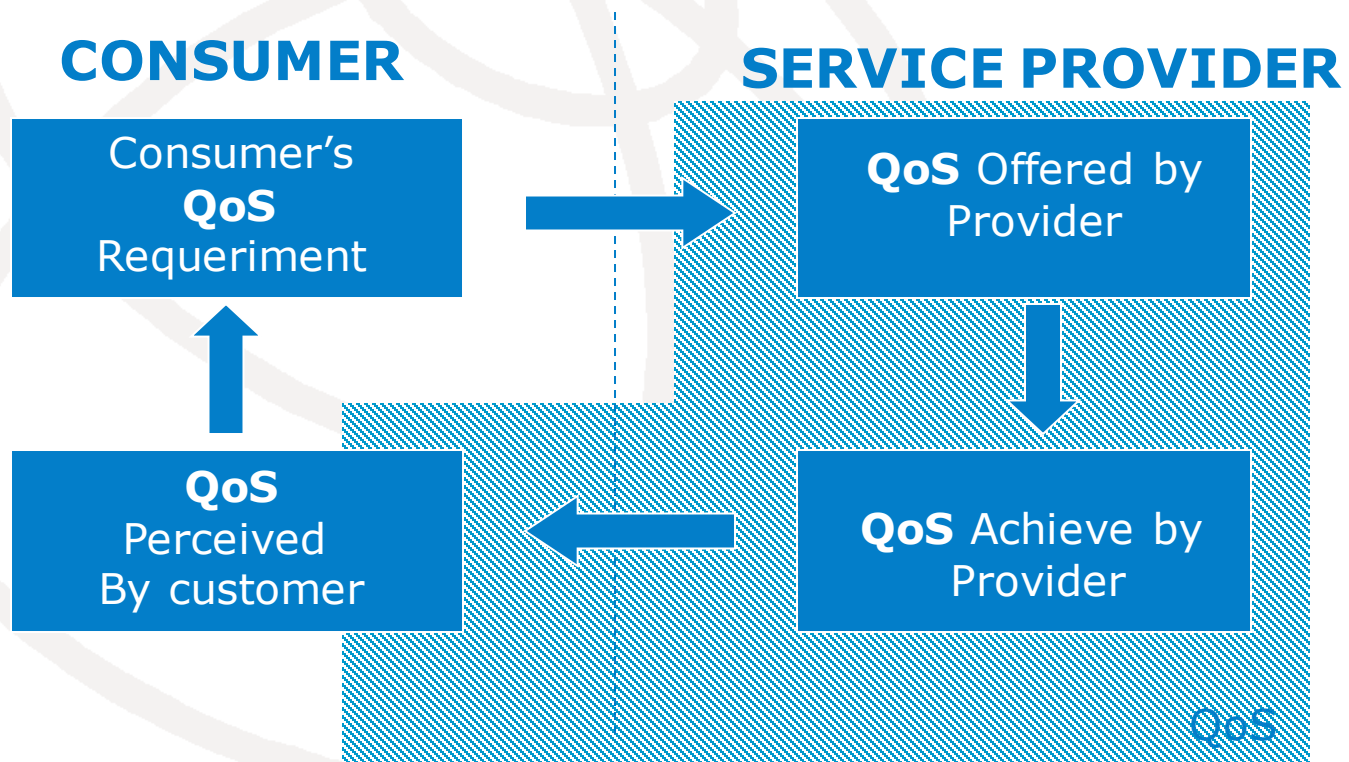 CONSUMER
SERVICE PROVIDER
Consumer’s
QoS
Requeriment
QoS Offered by
Provider
QoS
Perceived
By customer
QoS Achieve by
Provider
QoS